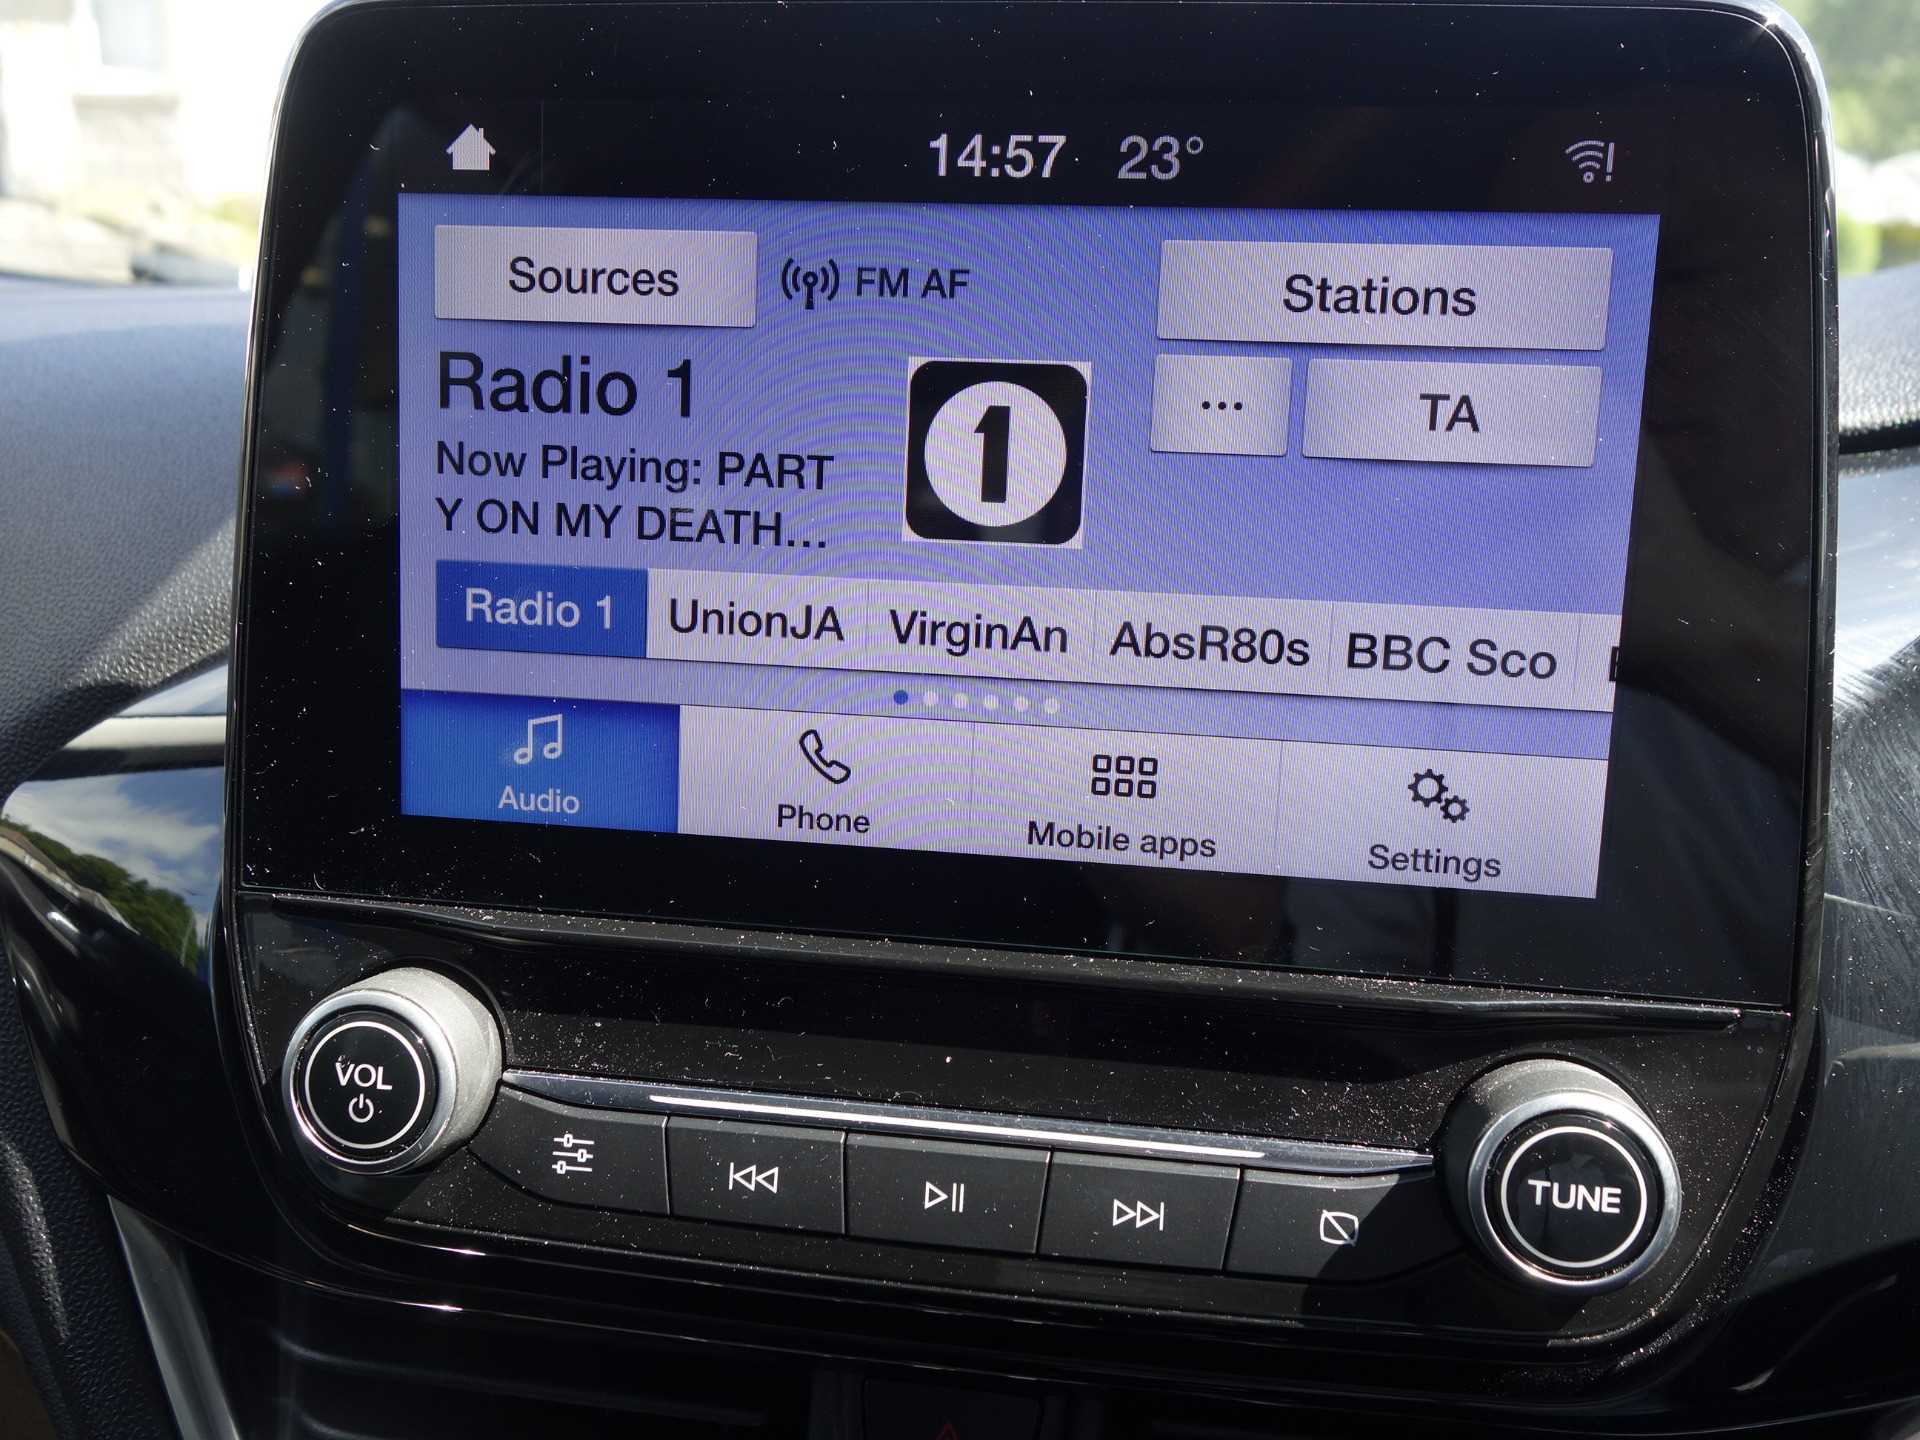 14:57 23°
Sources FM AF Stations
Radio 1
1
... TA
Now Playing: PART
Y ON MY DEATH...
Radio 1 UnionJA VirginAn AbsR80s BBC Sco
Audio Phone Mobile apps Settings
VOL
TUNE